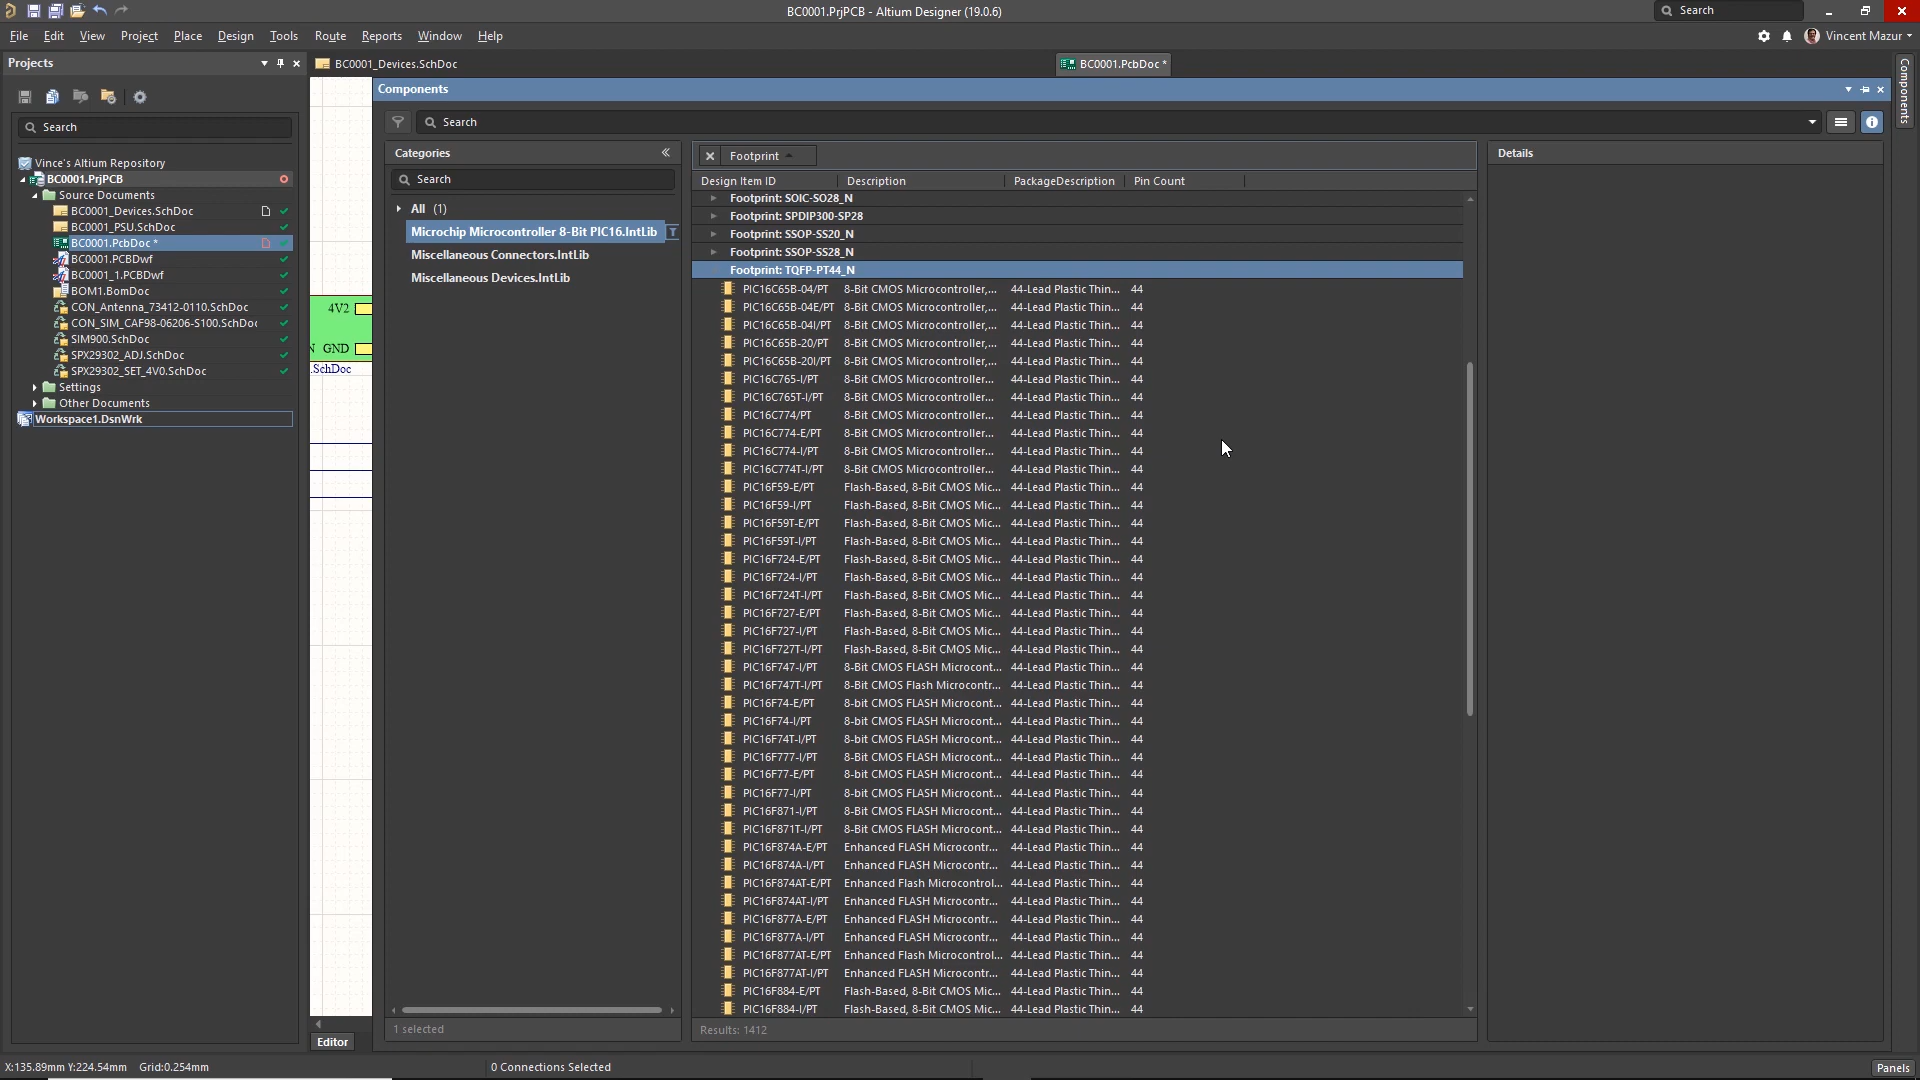 BC0001.PrjPCB - Altium Designer (19.0.6)
Search
File Edit View Project Place Design Tools Route Reports Window Help
Vincent Mazur
Projects
BC0001_Devices.SchDoc
BC0001.PcbDoc *
Components
Components
Search
Search
Vince's Altium Repository
BC0001.PrjPCB
Source Documents
BC0001_Devices.SchDoc
BC0001_PSU.SchDoc
BC0001.PcbDoc *
BC0001.PCBDwf
BC0001_1.PCBDwf
BOM1.BomDoc
CON_Antenna_73412-0110.SchDoc
CON_SIM_CAF98-06206-S100.SchDoc
SIM900.SchDoc
SPX29302_ADJ.SchDoc
SPX29302_SET_4V0.SchDoc
Settings
Other Documents
Workspace1.DsnWrk
4V2
N GND
.SchDoc
Editor
Categories
Search
All (1)
Microchip Microcontroller 8-Bit PIC16.IntLib
Miscellaneous Connectors.IntLib
Miscellaneous Devices.IntLib
1 selected
Footprint
Design Item ID Description PackageDescription Pin Count
Footprint: SOIC-SO28_N
Footprint: SPDIP300-SP28
Footprint: SSOP-SS20_N
Footprint: SSOP-SS28_N
Footprint: TQFP-PT44_N
PIC16C65B-04/PT 8-Bit CMOS Microcontroller,... 44-Lead Plastic Thin... 44
PIC16C65B-04E/PT 8-Bit CMOS Microcontroller,... 44-Lead Plastic Thin... 44
PIC16C65B-04I/PT 8-Bit CMOS Microcontroller,... 44-Lead Plastic Thin... 44
PIC16C65B-20/PT 8-Bit CMOS Microcontroller,... 44-Lead Plastic Thin... 44
PIC16C65B-20I/PT 8-Bit CMOS Microcontroller,... 44-Lead Plastic Thin... 44
PIC16C765-I/PT 8-Bit CMOS Microcontroller... 44-Lead Plastic Thin... 44
PIC16C765T-I/PT 8-Bit CMOS Microcontroller... 44-Lead Plastic Thin... 44
PIC16C774/PT 8-Bit CMOS Microcontroller... 44-Lead Plastic Thin... 44
PIC16C774-E/PT 8-Bit CMOS Microcontroller... 44-Lead Plastic Thin... 44
PIC16C774-I/PT 8-Bit CMOS Microcontroller... 44-Lead Plastic Thin... 44
PIC16C774T-I/PT 8-Bit CMOS Microcontroller... 44-Lead Plastic Thin... 44
PIC16F59-E/PT Flash-Based, 8-Bit CMOS Mic... 44-Lead Plastic Thin... 44
PIC16F59-I/PT Flash-Based, 8-Bit CMOS Mic... 44-Lead Plastic Thin... 44
PIC16F59T-E/PT Flash-Based, 8-Bit CMOS Mic... 44-Lead Plastic Thin... 44
PIC16F59T-I/PT Flash-Based, 8-Bit CMOS Mic... 44-Lead Plastic Thin... 44
PIC16F724-E/PT Flash-Based, 8-Bit CMOS Mic... 44-Lead Plastic Thin... 44
PIC16F724-I/PT Flash-Based, 8-Bit CMOS Mic... 44-Lead Plastic Thin... 44
PIC16F724T-I/PT Flash-Based, 8-Bit CMOS Mic... 44-Lead Plastic Thin... 44
PIC16F727-E/PT Flash-Based, 8-Bit CMOS Mic... 44-Lead Plastic Thin... 44
PIC16F727-I/PT Flash-Based, 8-Bit CMOS Mic... 44-Lead Plastic Thin... 44
PIC16F727T-I/PT Flash-Based, 8-Bit CMOS Mic... 44-Lead Plastic Thin... 44
PIC16F747-I/PT 8-Bit CMOS FLASH Microcont... 44-Lead Plastic Thin... 44
PIC16F747T-I/PT 8-Bit CMOS Flash Microcontr... 44-Lead Plastic Thin... 44
PIC16F74-E/PT 8-bit CMOS FLASH Microcont... 44-Lead Plastic Thin... 44
PIC16F74-I/PT 8-bit CMOS FLASH Microcont... 44-Lead Plastic Thin... 44
PIC16F74T-I/PT 8-bit CMOS FLASH Microcont... 44-Lead Plastic Thin... 44
PIC16F777-I/PT 8-Bit CMOS FLASH Microcont... 44-Lead Plastic Thin... 44
PIC16F77-E/PT 8-bit CMOS FLASH Microcont... 44-Lead Plastic Thin... 44
PIC16F77-I/PT 8-bit CMOS FLASH Microcont... 44-Lead Plastic Thin... 44
PIC16F871-I/PT 8-Bit CMOS FLASH Microcont... 44-Lead Plastic Thin... 44
PIC16F871T-I/PT 8-Bit CMOS FLASH Microcont... 44-Lead Plastic Thin... 44
PIC16F874A-E/PT Enhanced FLASH Microcontr... 44-Lead Plastic Thin... 44
PIC16F874A-I/PT Enhanced FLASH Microcontr... 44-Lead Plastic Thin... 44
PIC16F874AT-E/PT Enhanced Flash Microcontrol... 44-Lead Plastic Thin... 44
PIC16F874AT-I/PT Enhanced FLASH Microcontr... 44-Lead Plastic Thin... 44
PIC16F877A-E/PT Enhanced FLASH Microcontr... 44-Lead Plastic Thin... 44
PIC16F877A-I/PT Enhanced FLASH Microcontr... 44-Lead Plastic Thin... 44
PIC16F877AT-E/PT Enhanced Flash Microcontrol... 44-Lead Plastic Thin... 44
PIC16F877AT-I/PT Enhanced FLASH Microcontr... 44-Lead Plastic Thin... 44
PIC16F884-E/PT Flash-Based, 8-Bit CMOS Mic... 44-Lead Plastic Thin... 44
PIC16F884-I/PT Flash-Based, 8-Bit CMOS Mic... 44-Lead Plastic Thin... 44
Results: 1412
Details
X:135.89mm Y:224.54mm Grid:0.254mm
0 Connections Selected
Panels